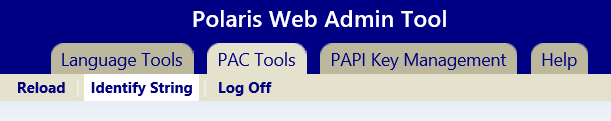 Polaris Web Admin Tool
Language Tools PAC Tools PAPI Key Management Help
Reload Identify String Log Off